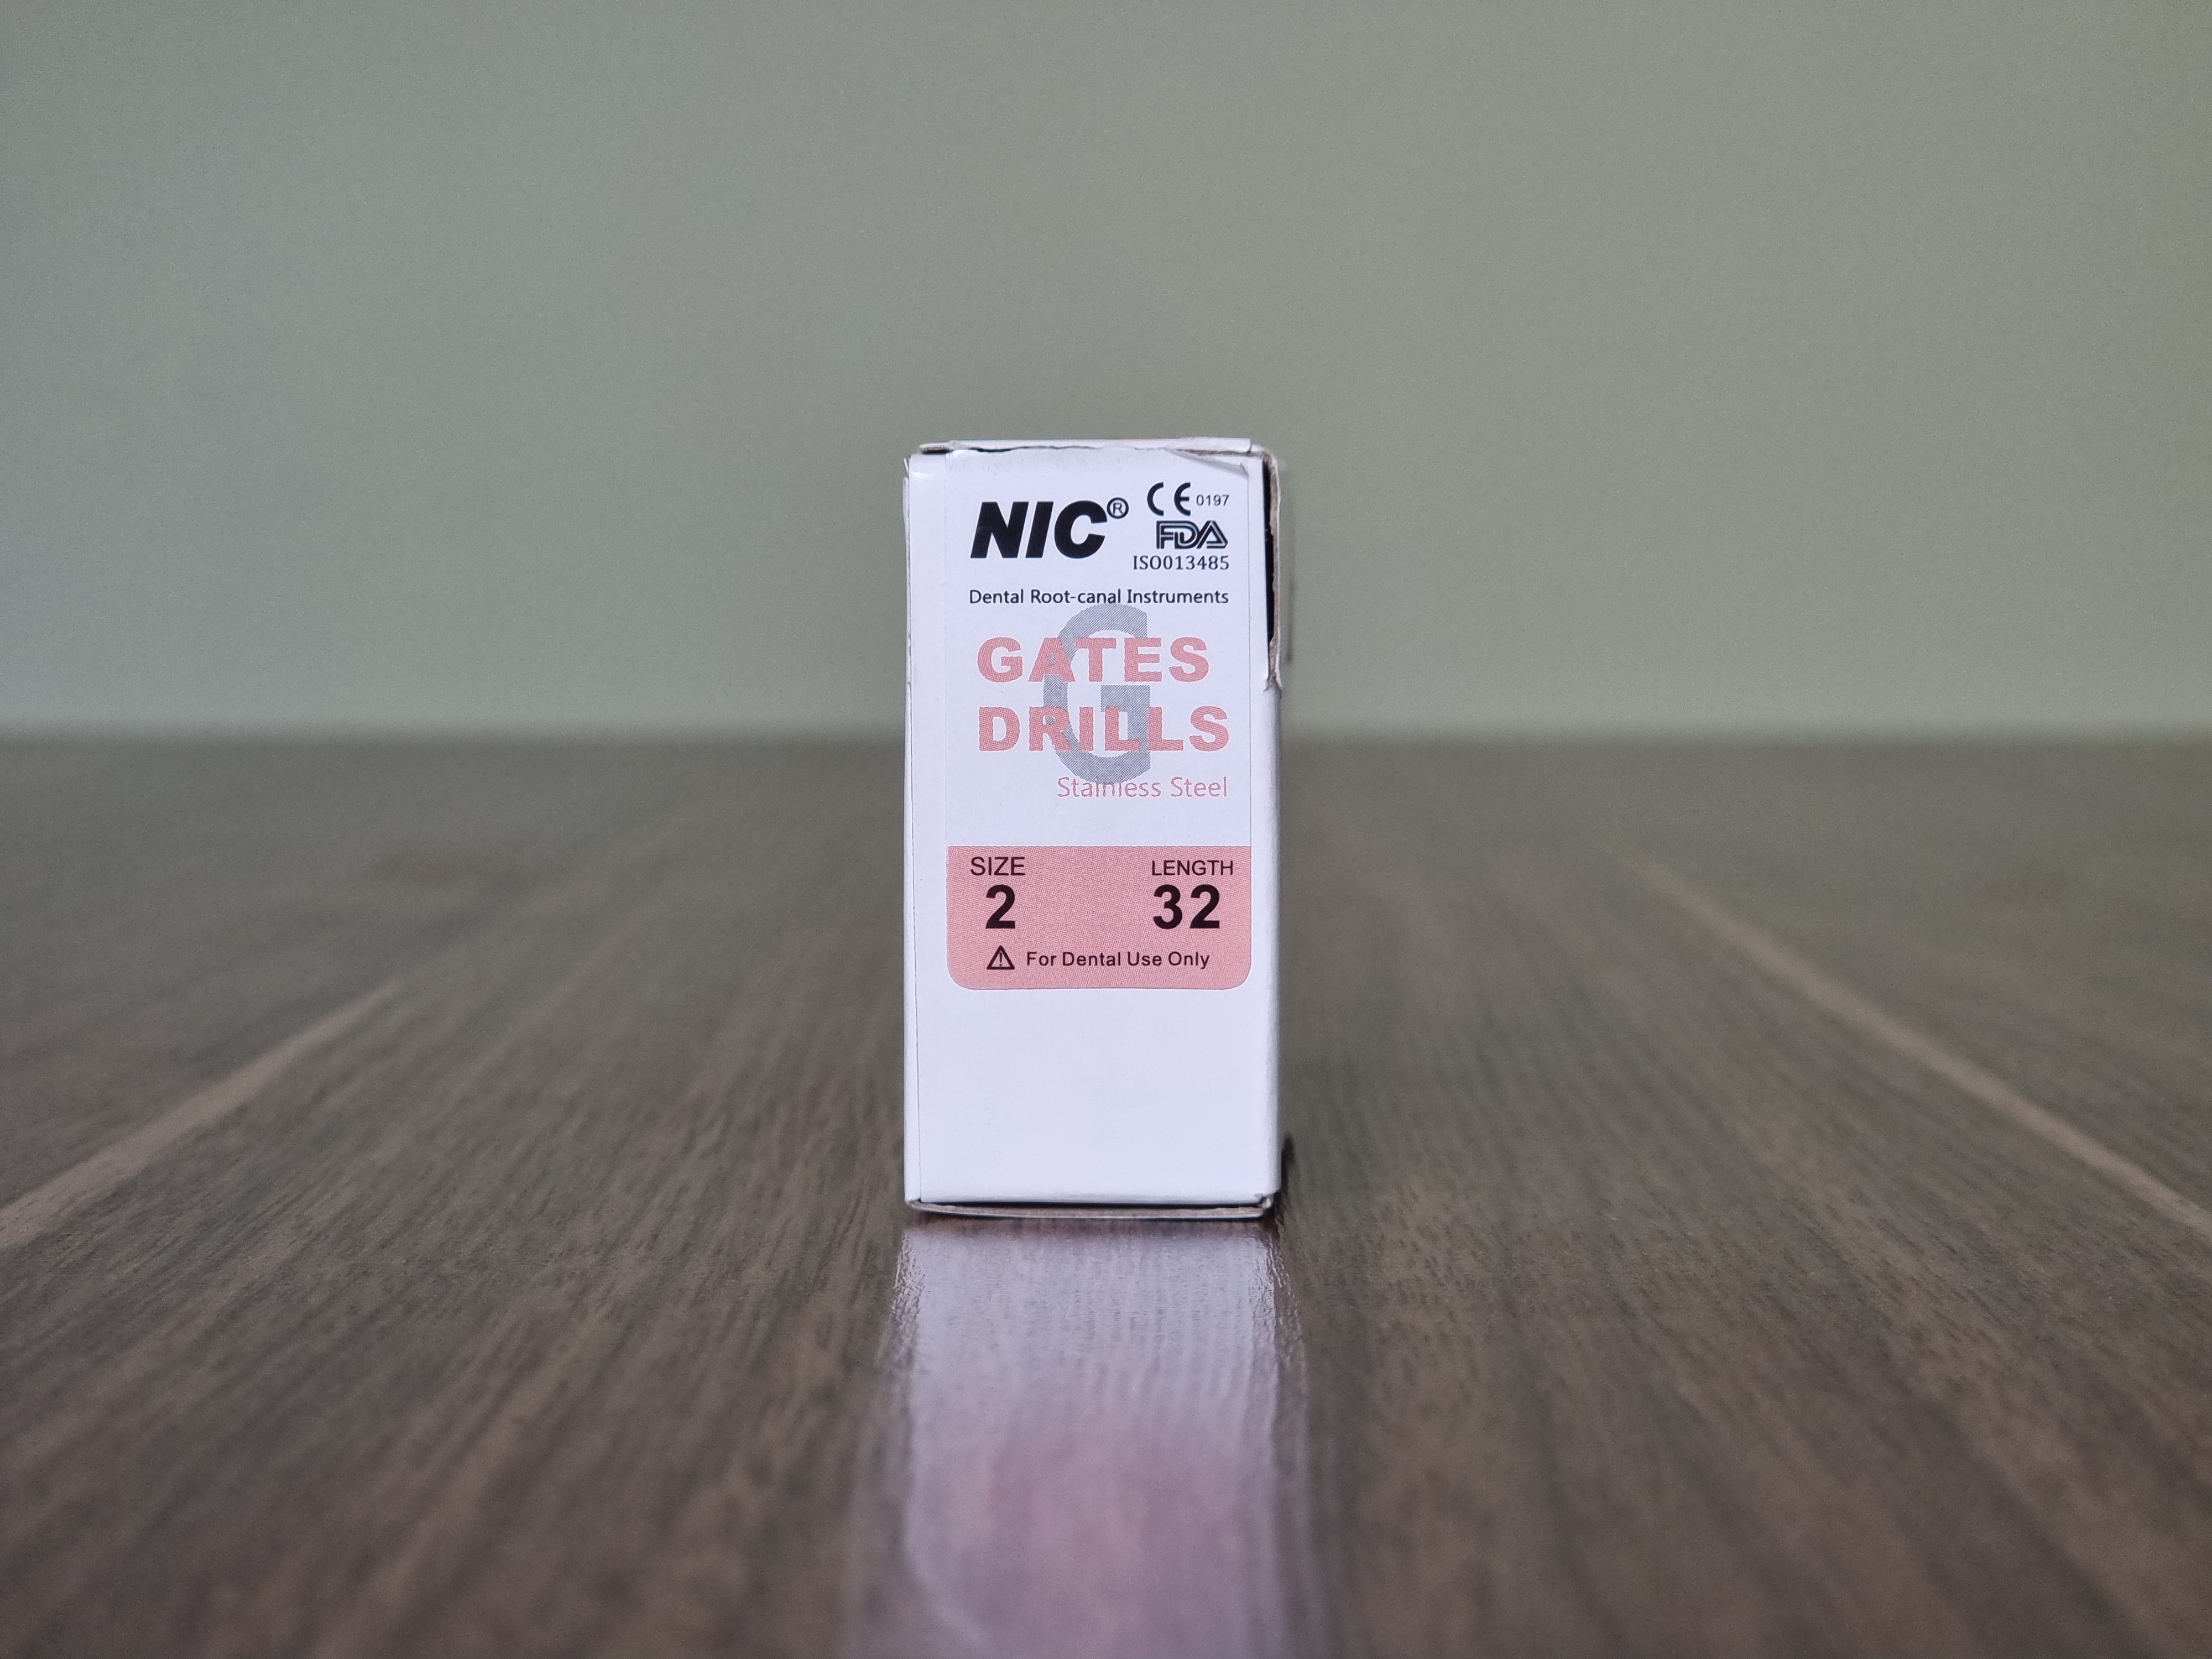 NIC® CE 0197
FDA
ISO013485
Dental Root-canal Instruments
G
GATES
DRILLS
Stainless Steel
SIZE LENGTH
2 32
For Dental Use Only